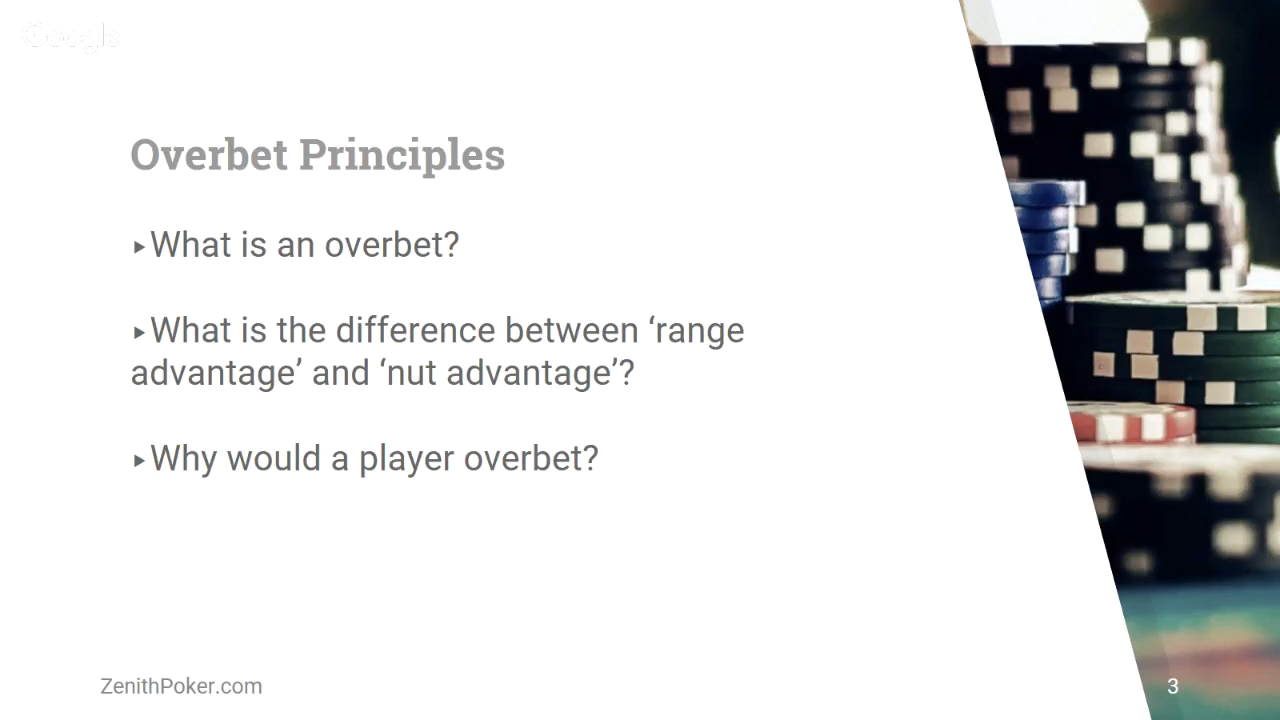 Google
Overbet Principles
▸What is an overbet?
▸What is the difference between ‘range
advantage’ and ‘nut advantage’?
▸Why would a player overbet?
ZenithPoker.com
3